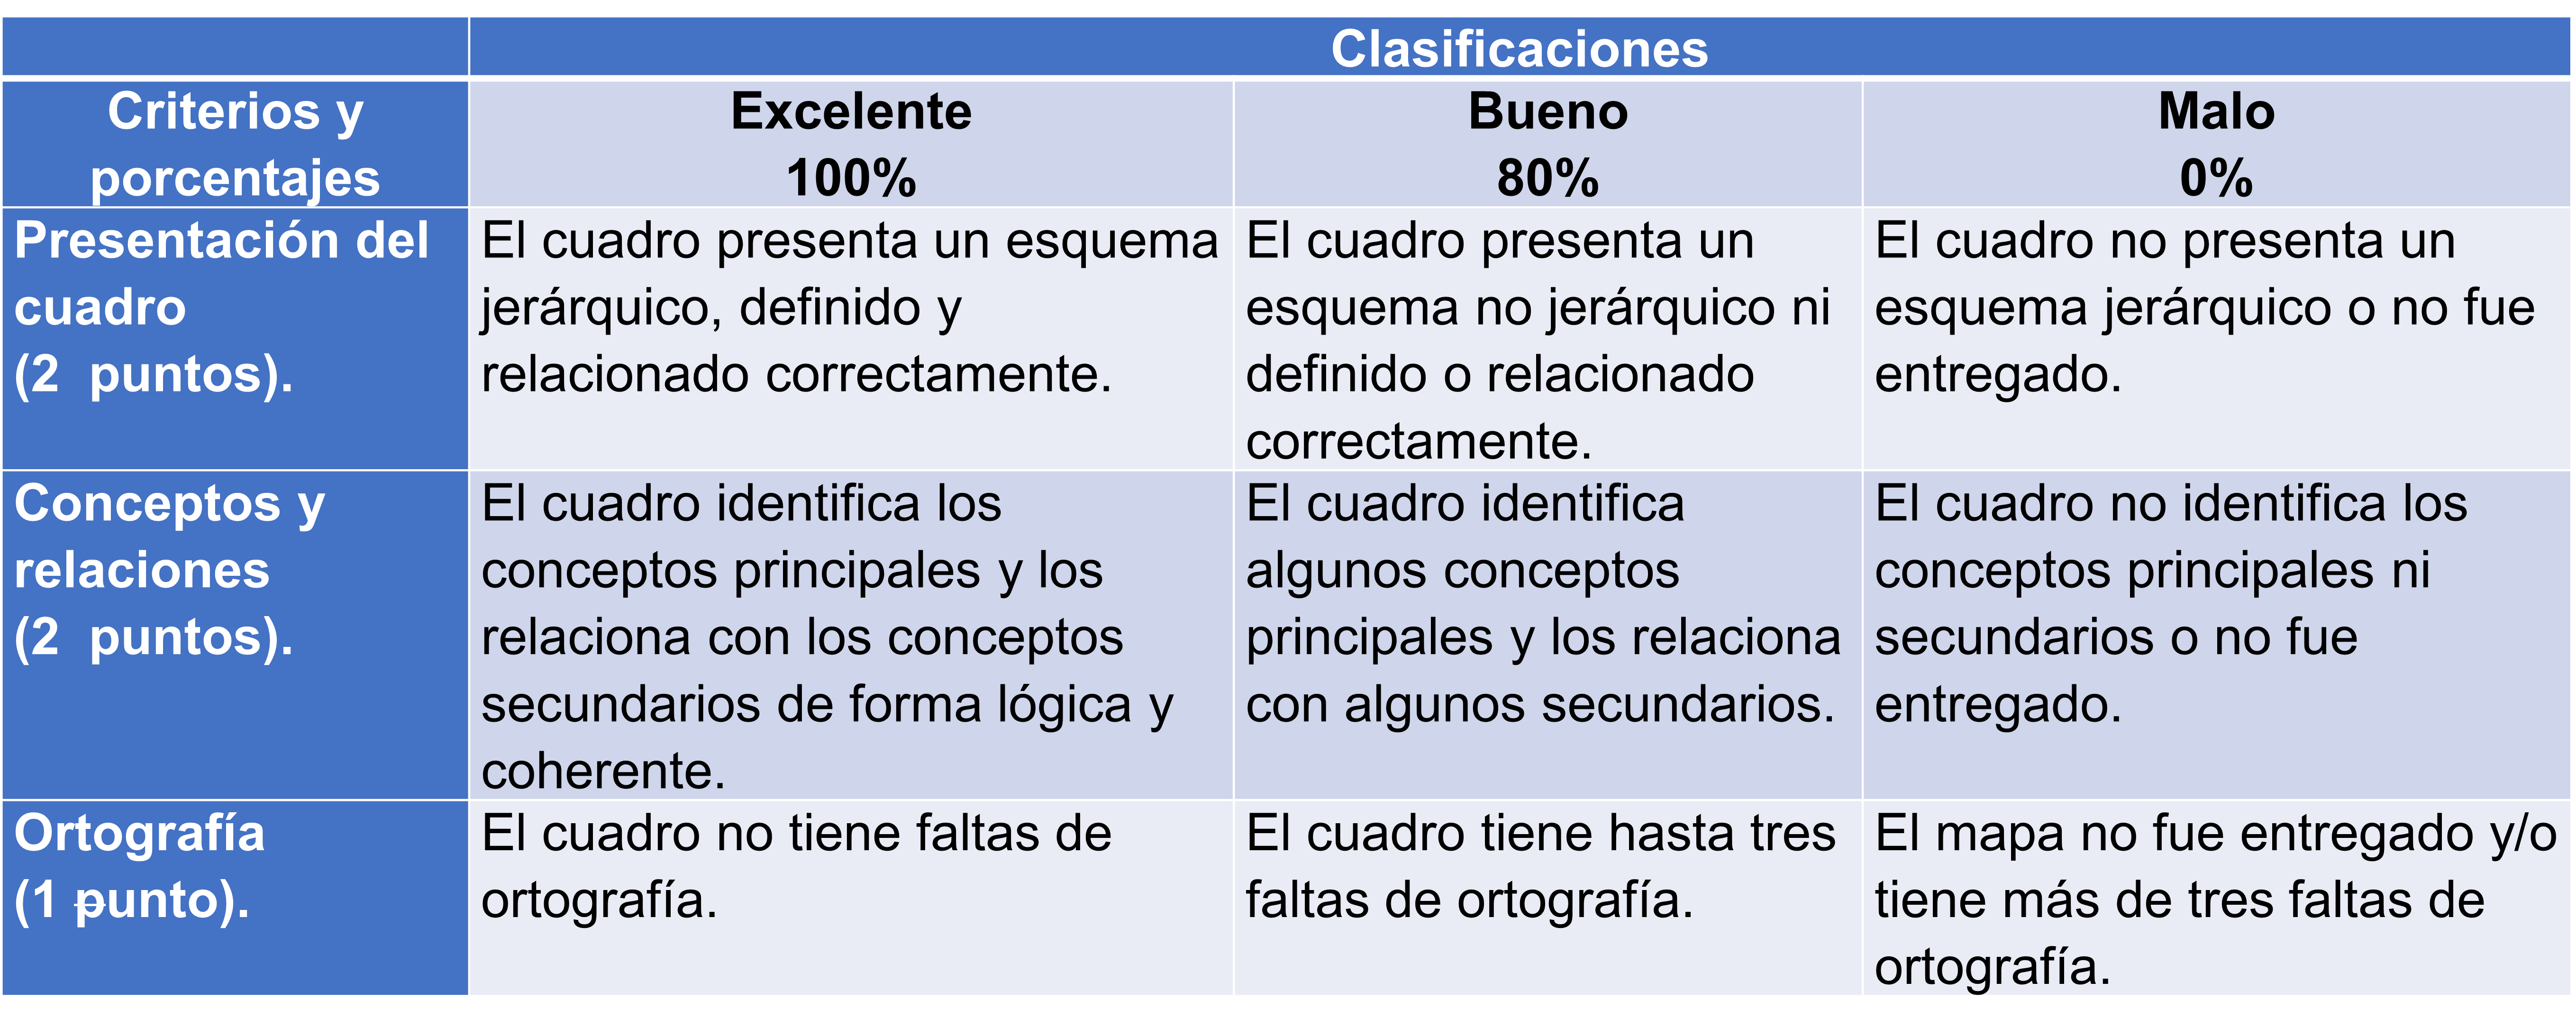 Clasificaciones
Criterios y
porcentajes
Excelente
100%
Bueno
80%
Malo
0%
Presentación del
cuadro
(2  puntos).
El cuadro presenta un esquema
jerárquico, definido y
relacionado correctamente.
El cuadro presenta un
esquema no jerárquico ni
definido o relacionado
correctamente.
El cuadro no presenta un
esquema jerárquico o no fue
entregado.
Conceptos y
relaciones
(2  puntos).
El cuadro identifica los
conceptos principales y los
relaciona con los conceptos
secundarios de forma lógica y
coherente.
El cuadro identifica
algunos conceptos
principales y los relaciona
con algunos secundarios.
El cuadro no identifica los
conceptos principales ni
secundarios o no fue
entregado.
Ortografía
(1 punto).
El cuadro no tiene faltas de
ortografía.
El cuadro tiene hasta tres
faltas de ortografía.
El mapa no fue entregado y/o
tiene más de tres faltas de
ortografía.